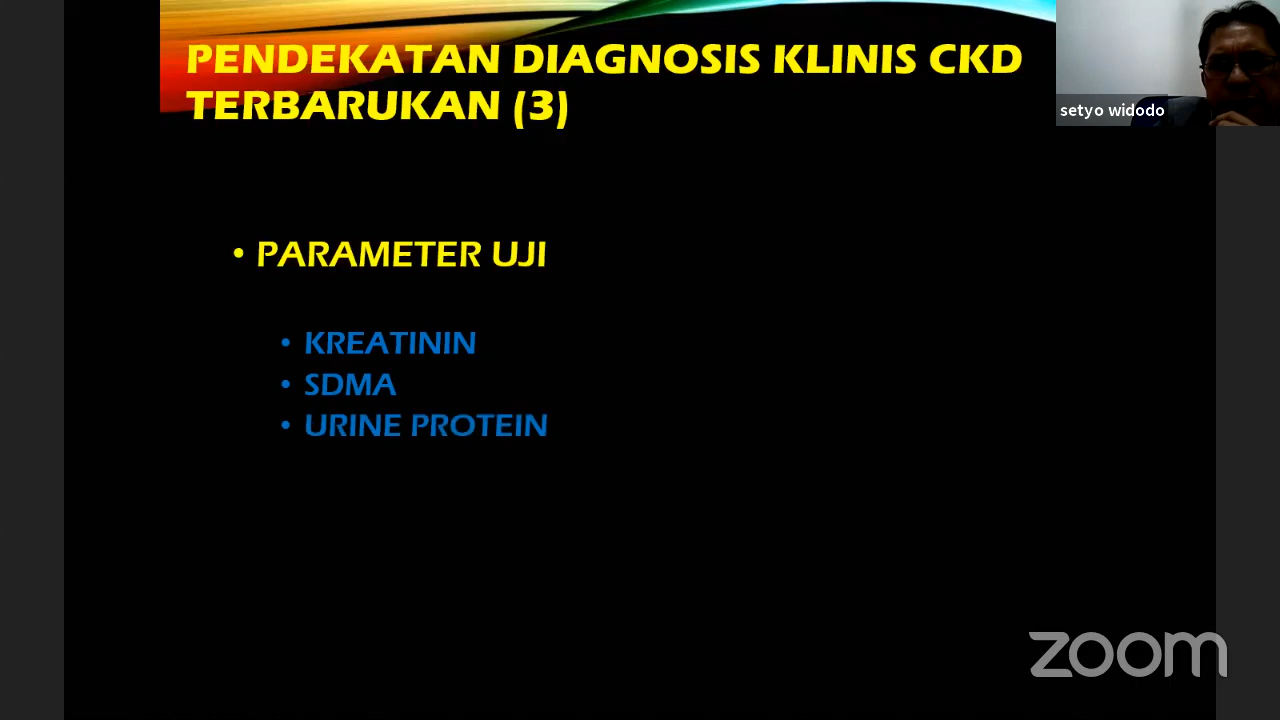 PENDEKATAN DIAGNOSIS KLINIS CKD
TERBARUKAN (3)
setyo widodo
• PARAMETER UJI
• KREATININ
• SDMA
• URINE PROTEIN
zoom